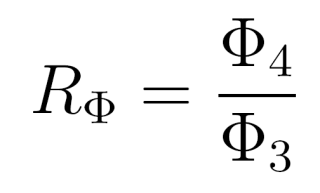 R_Φ = Φ_4 / Φ_3